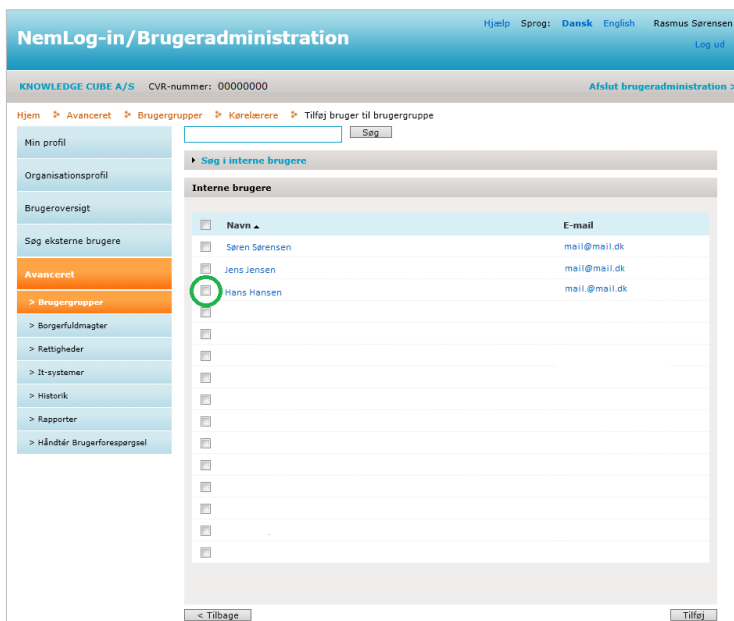 Hjælp Sprog: Dansk English Rasmus Sørensen
NemLog-in/Brugeradministration
Log ud
KNOWLEDGE CUBE A/S CVR-nummer: 00000000 Afslut brugeradministration >
Hjem Avanceret Brugergrupper Kørelærere Tilføj bruger til brugergruppe
Min profil
Organisationsprofil
Brugeroversigt
Søg eksterne brugere
Avanceret
> Brugergrupper
> Borgerfuldmagter
> Rettigheder
> It-systemer
> Historik
> Rapporter
> Håndtér Brugerforespørgsel
Søg
Søg i interne brugere
Interne brugere
Navn E-mail
Søren Sørensen mail@mail.dk
Jens Jensen mail@mail.dk
Hans Hansen mail.@mail.dk
< Tilbage Tilføj